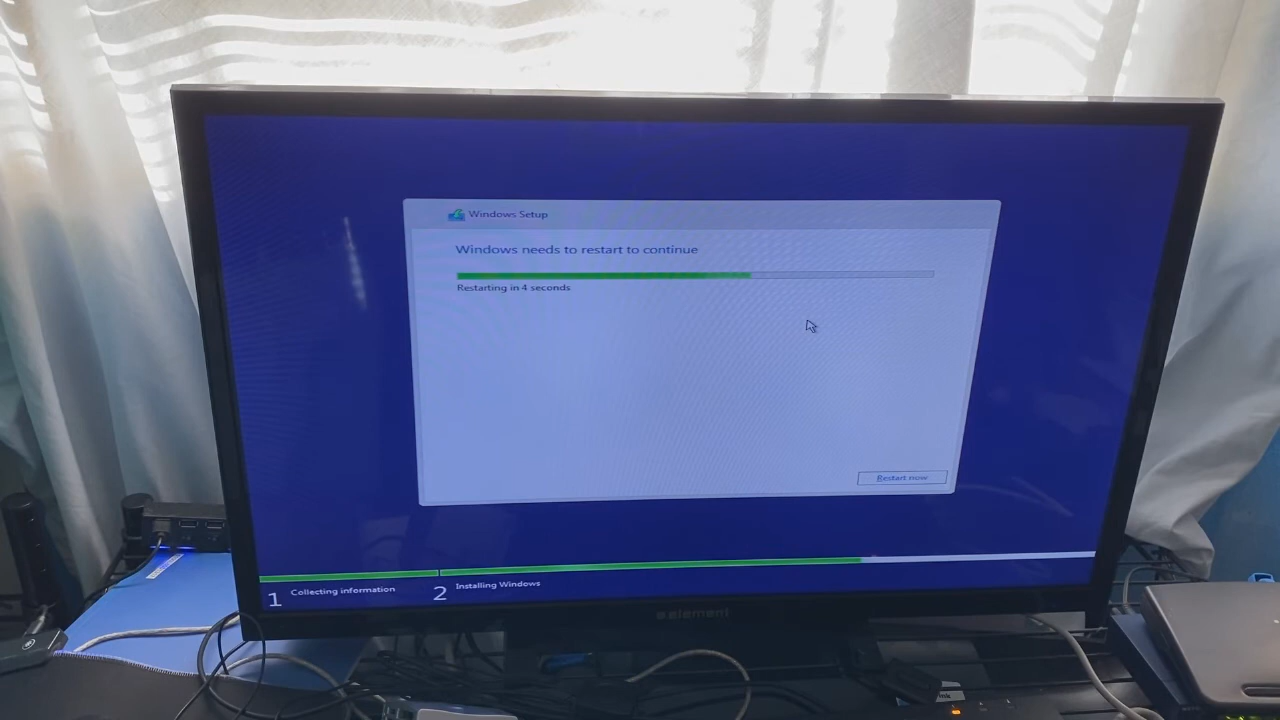 Windows Setup
Windows needs to restart to continue
Restarting in 4 seconds
Restart now
1 Collecting information
2 Installing Windows
element